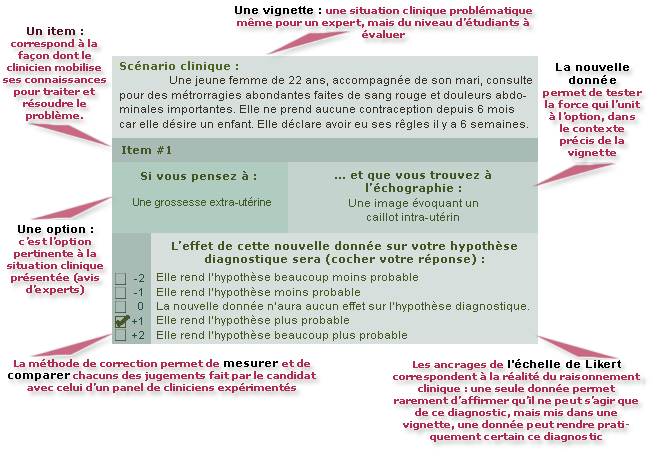 Une vignette : une situation clinique problématique
même pour un expert, mais du niveau d'étudiants à
évaluer
Un item :
correspond à la
façon dont le
clinicien mobilise
ses connaissances
pour traiter et
résoudre le
problème.
Scénario clinique :
Une jeune femme de 22 ans, accompagnée de son mari, consulte
pour des métrorragies abondantes faites de sang rouge et douleurs abdo-
minales importantes. Elle ne prend aucune contraception depuis 6 mois
car elle désire un enfant. Elle déclare avoir eu ses rêgles il y a 6 semaines.
La nouvelle
donnée
permet de tester
la force qui l'unit
à l'option, dans
le contexte
précis de la
vignette
Item #1
Si vous pensez à :
Une grossesse extra-utérine
... et que vous trouvez à
l'échographie :
Une image évoquant un
caillot intra-utérin
Une option :
c'est l'option
pertinente à la
situation clinique
présentée (avis
d'experts)
L'effet de cette nouvelle donnée sur votre hypothèse
diagnostique sera (cocher votre réponse) :
-2 Elle rend l'hypothèse beaucoup moins probable
-1 Elle rend l'hypothèse moins probable
0 La nouvelle donnée n'aura aucun effet sur l'hypothèse diagnostique.
+1 Elle rend l'hypothèse plus probable
+2 Elle rend l'hypothèse beaucoup plus probable
La méthode de correction permet de mesurer et de
comparer chacuns des jugements fait par le candidat
avec celui d'un panel de cliniciens expérimentés
Les ancrages de l'échelle de Likert
correspondent à la réalité du raisonnement
clinique : une seule donnée permet
rarement d'affirmer qu'il ne peut s'agir que
de ce diagnostic, mais mis dans une
vignette, une donnée peut rendre prati-
quement certain ce diagnostic